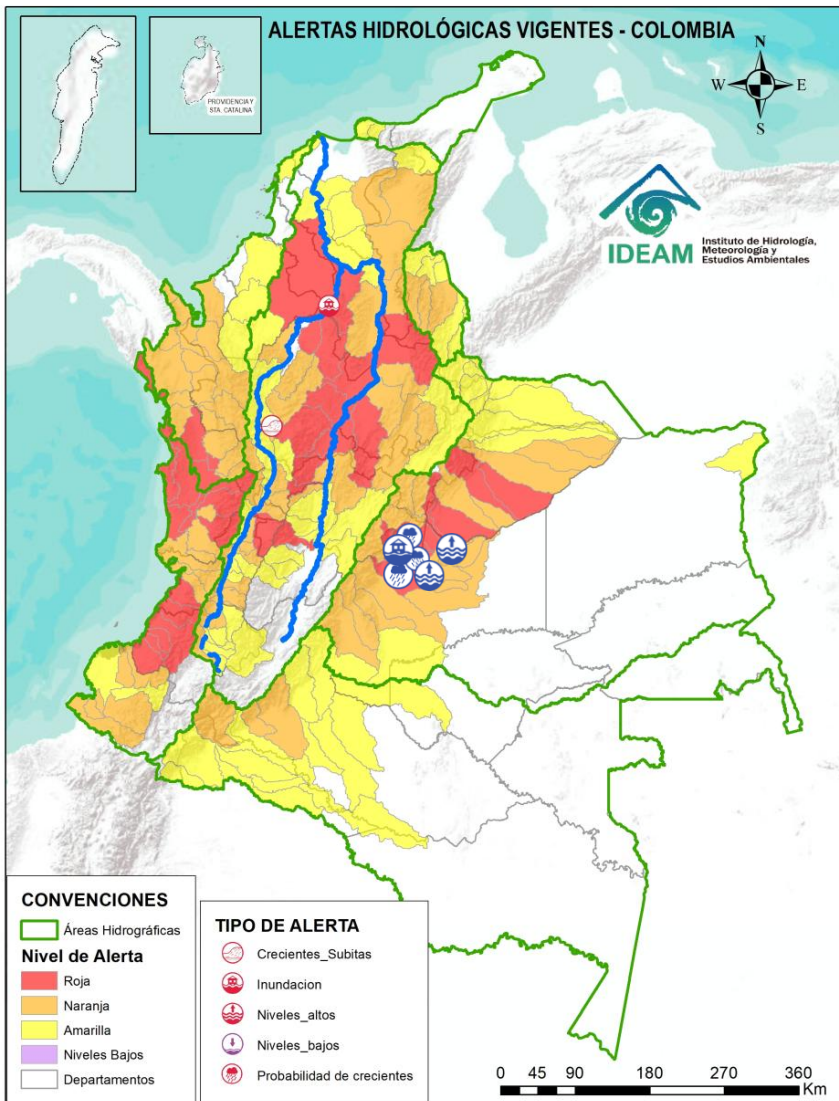 ALERTAS HIDROLÓGICAS VIGENTES - COLOMBIA
PROVIDENCIA Y
STA. CATALINA
N
W E
S
IDEAM
Instituto de Hidrología,
Meteorología y
Estudios Ambientales
CONVENCIONES
Áreas Hidrográficas
Nivel de Alerta
Roja
Naranja
Amarilla
Niveles Bajos
Departamentos
TIPO DE ALERTA
Crecientes_Subitas
Inundacion
Niveles_altos
Niveles_bajos
Probabilidad de crecientes
0 45 90 180 270 360
Km